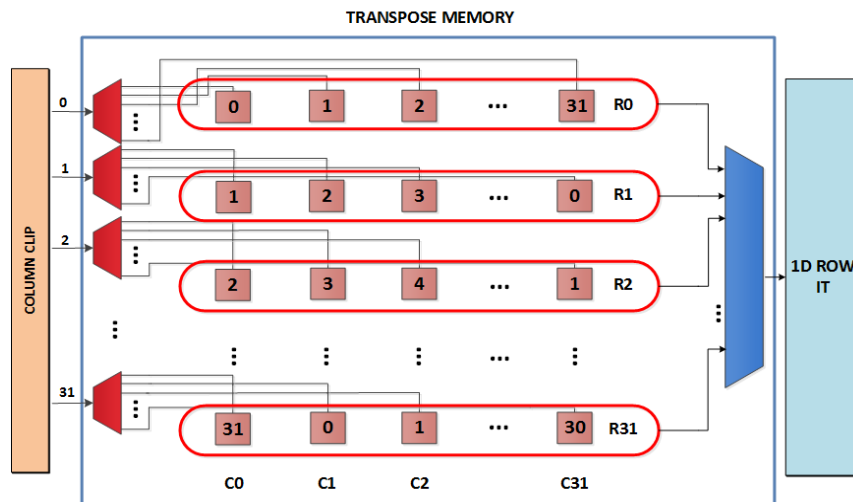 TRANSPOSE MEMORY
COLUMN CLIP
0
0 1 2 ... 31 R0
1
1 2 3 ... 0 R1
2
2 3 4 ... 1 R2
1D ROW
IT
31
31 0 1 ... 30 R31
C0 C1 C2 C31